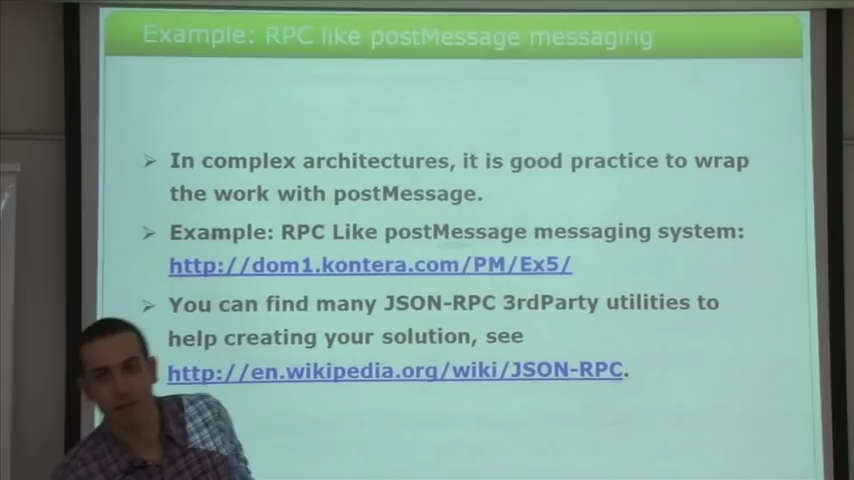 Example: RPC like postMessage messaging
In complex architectures, it is good practice to wrap
the work with postMessage.
Example: RPC Like postMessage messaging system:
http://dom1.kontera.com/PM/Ex5/
You can find many JSON-RPC 3rdParty utilities to
help creating your solution, see
http://en.wikipedia.org/wiki/JSON-RPC.